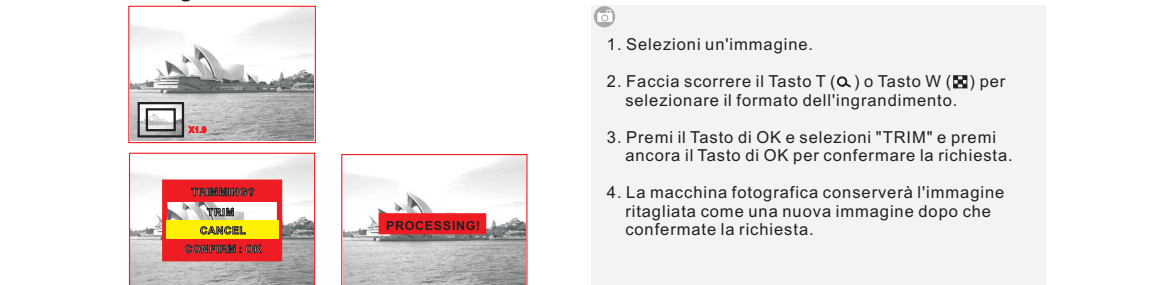 X1.9
TRIMMING?
TRIM
CANCEL
CONFIRM : OK
PROCESSING!
1. Selezioni un'immagine.
2. Faccia scorrere il Tasto T ( ) o Tasto W ( ) per
selezionare il formato dell'ingrandimento.
3. Premi il Tasto di OK e selezioni "TRIM" e premi
ancora il Tasto di OK per confermare la richiesta.
4. La macchina fotografica conserverà l'immagine
ritagliata come una nuova immagine dopo che
confermate la richiesta.